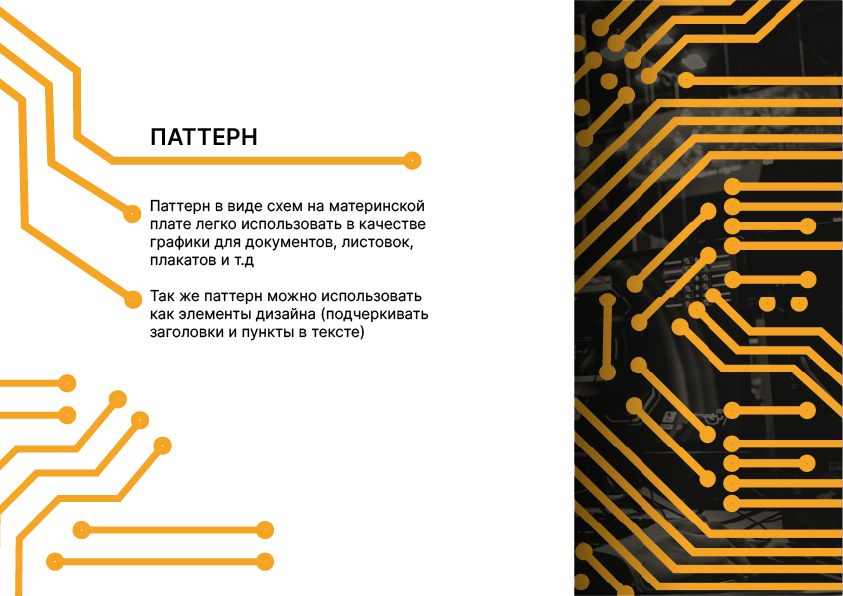 ПАТТЕРН
Паттерн в виде схем на материнской
плате легко использовать в качестве
графики для документов, листовок,
плакатов и т.д
Так же паттерн можно использовать
как элементы дизайна (подчеркивать
заголовки и пункты в тексте)